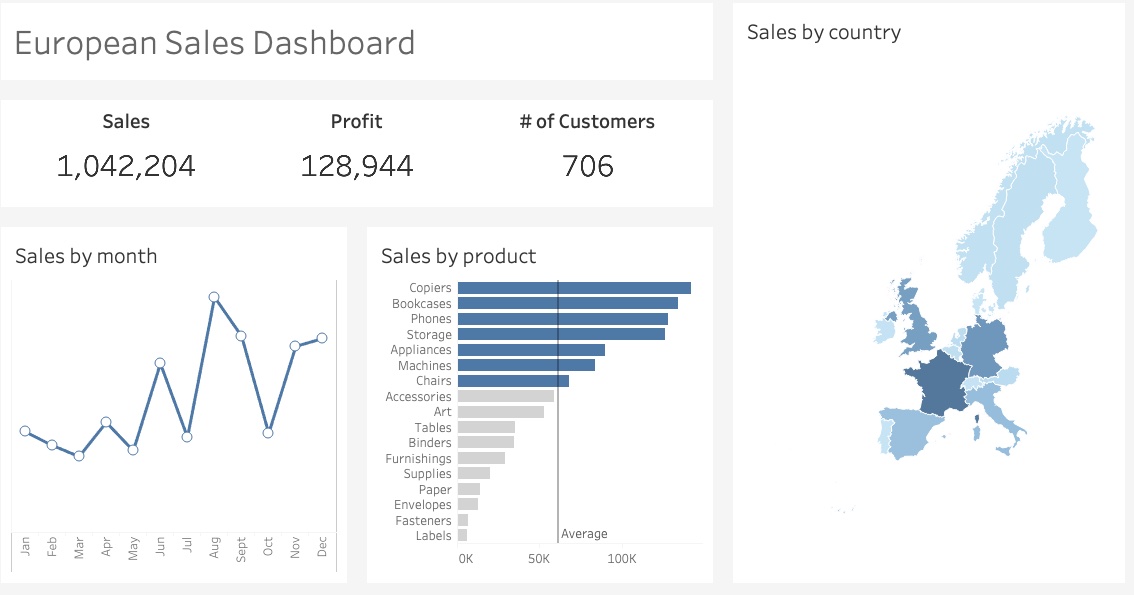 European Sales Dashboard
Sales Profit # of Customers
1,042,204 128,944 706
Sales by month
Jan Feb Mar Apr May Jun Jul Aug Sept Oct Nov Dec
Sales by product
Copiers
Bookcases
Phones
Storage
Appliances
Machines
Chairs
Accessories
Art
Tables
Binders
Furnishings
Supplies
Paper
Envelopes
Fasteners
Labels
Average
0K 50K 100K
Sales by country